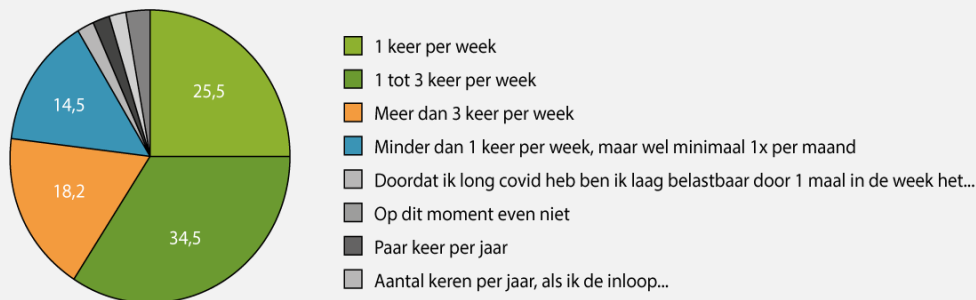 25,5
14,5
18,2
34,5
1 keer per week
1 tot 3 keer per week
Meer dan 3 keer per week
Minder dan 1 keer per week, maar wel minimaal 1x per maand
Doordat ik long covid heb ben ik laag belastbaar door 1 maal in de week het...
Op dit moment even niet
Paar keer per jaar
Aantal keren per jaar, als ik de inloop...